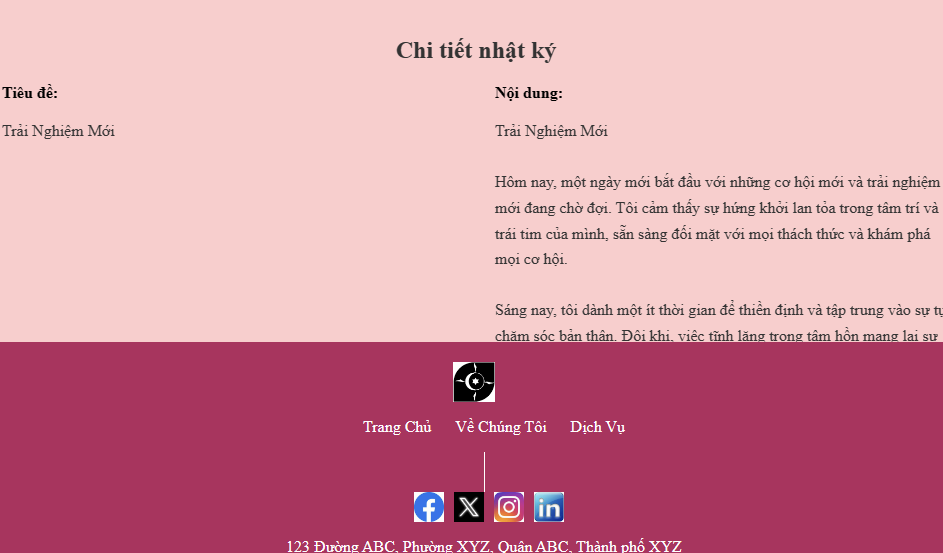 Chi tiết nhật ký
Tiêu đề:
Trải Nghiệm Mới
Nội dung:
Trải Nghiệm Mới
Hôm nay, một ngày mới bắt đầu với những cơ hội mới và trải nghiệm
mới đang chờ đợi. Tôi cảm thấy sự hứng khởi lan tỏa trong tâm trí và
trái tim của mình, sẵn sàng đối mặt với mọi thách thức và khám phá
mọi cơ hội.
Sáng nay, tôi dành một ít thời gian để thiền định và tập trung vào sự tự
chăm sóc bản thân. Đôi khi, việc tĩnh lặng trong tâm hồn mang lại sự
Trang Chủ Về Chúng Tôi Dịch Vụ
123 Đường ABC, Phường XYZ, Quận ABC, Thành phố XYZ